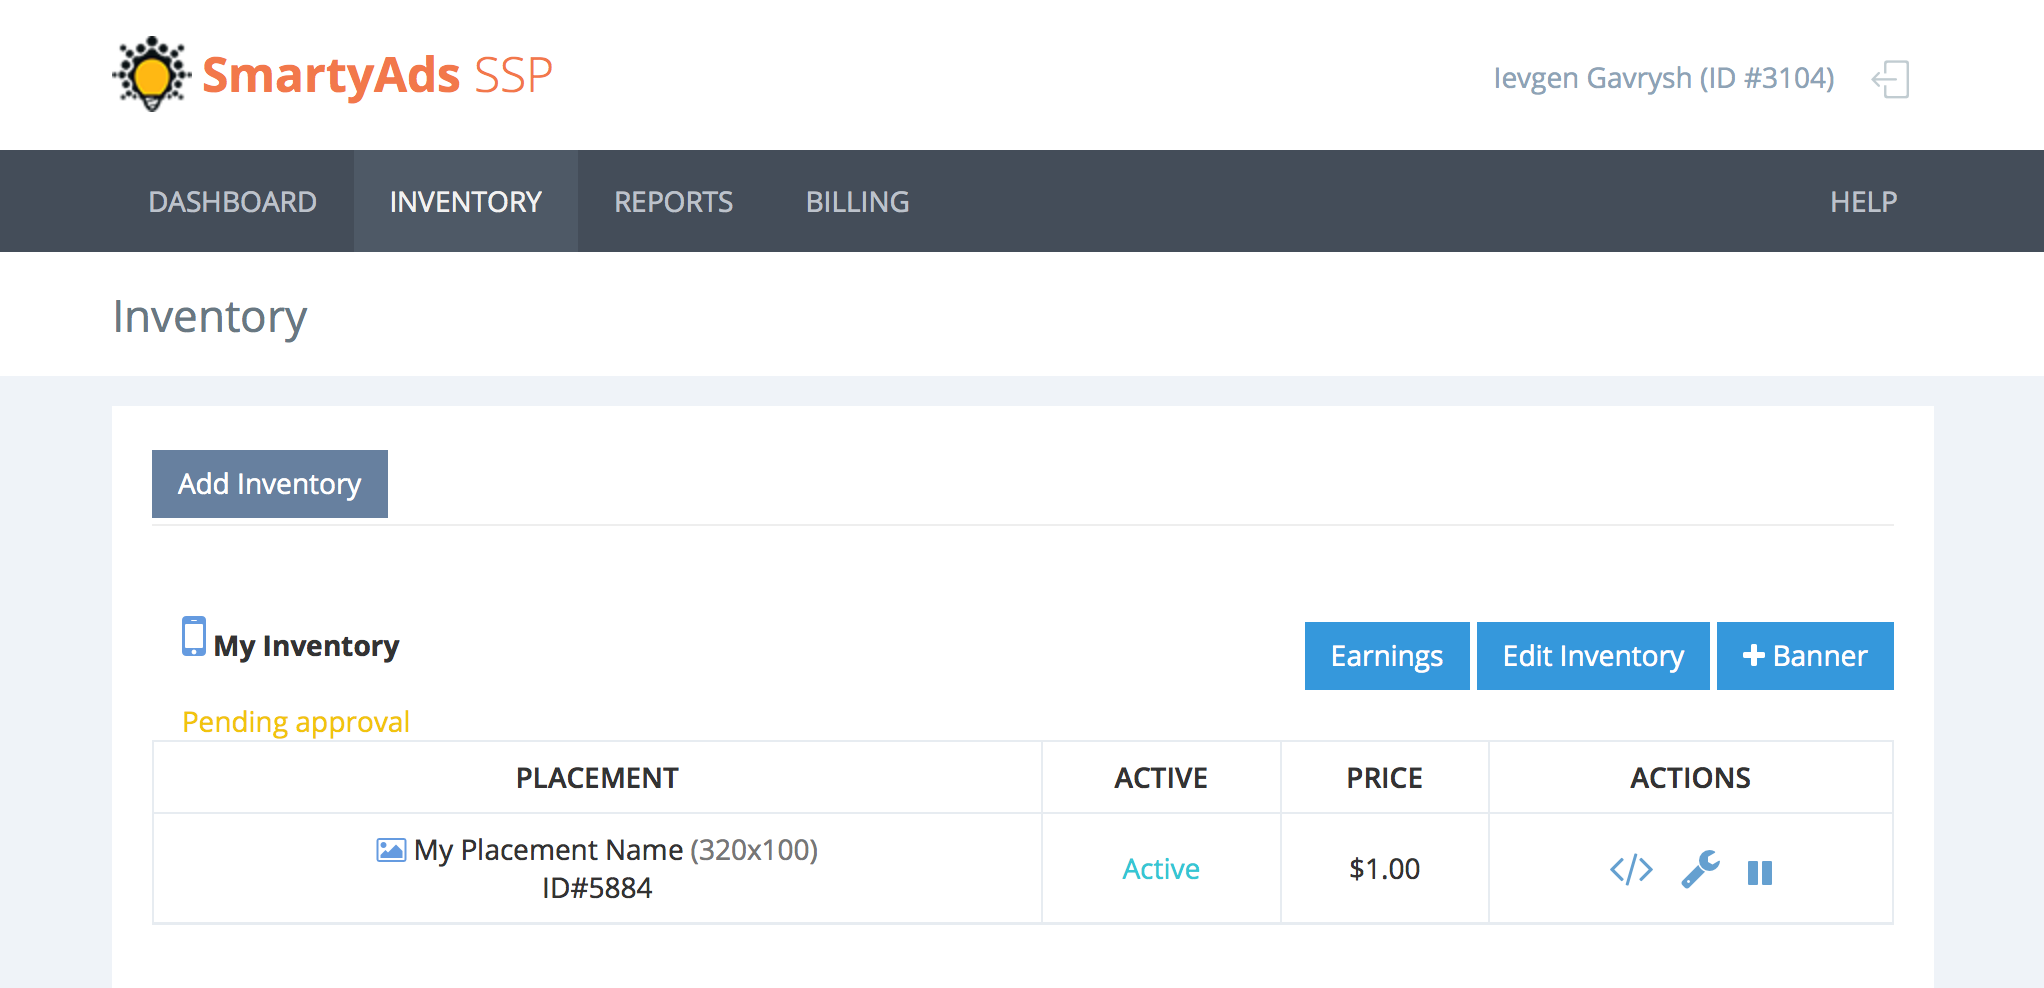 SmartyAds SSP
Ievgen Gavrysh (ID #3104)
DASHBOARD INVENTORY REPORTS BILLING HELP
Inventory
Add Inventory
My Inventory
Earnings Edit Inventory + Banner
Pending approval
PLACEMENT ACTIVE PRICE ACTIONS
My Placement Name (320x100)
ID#5884
Active $1.00 </>